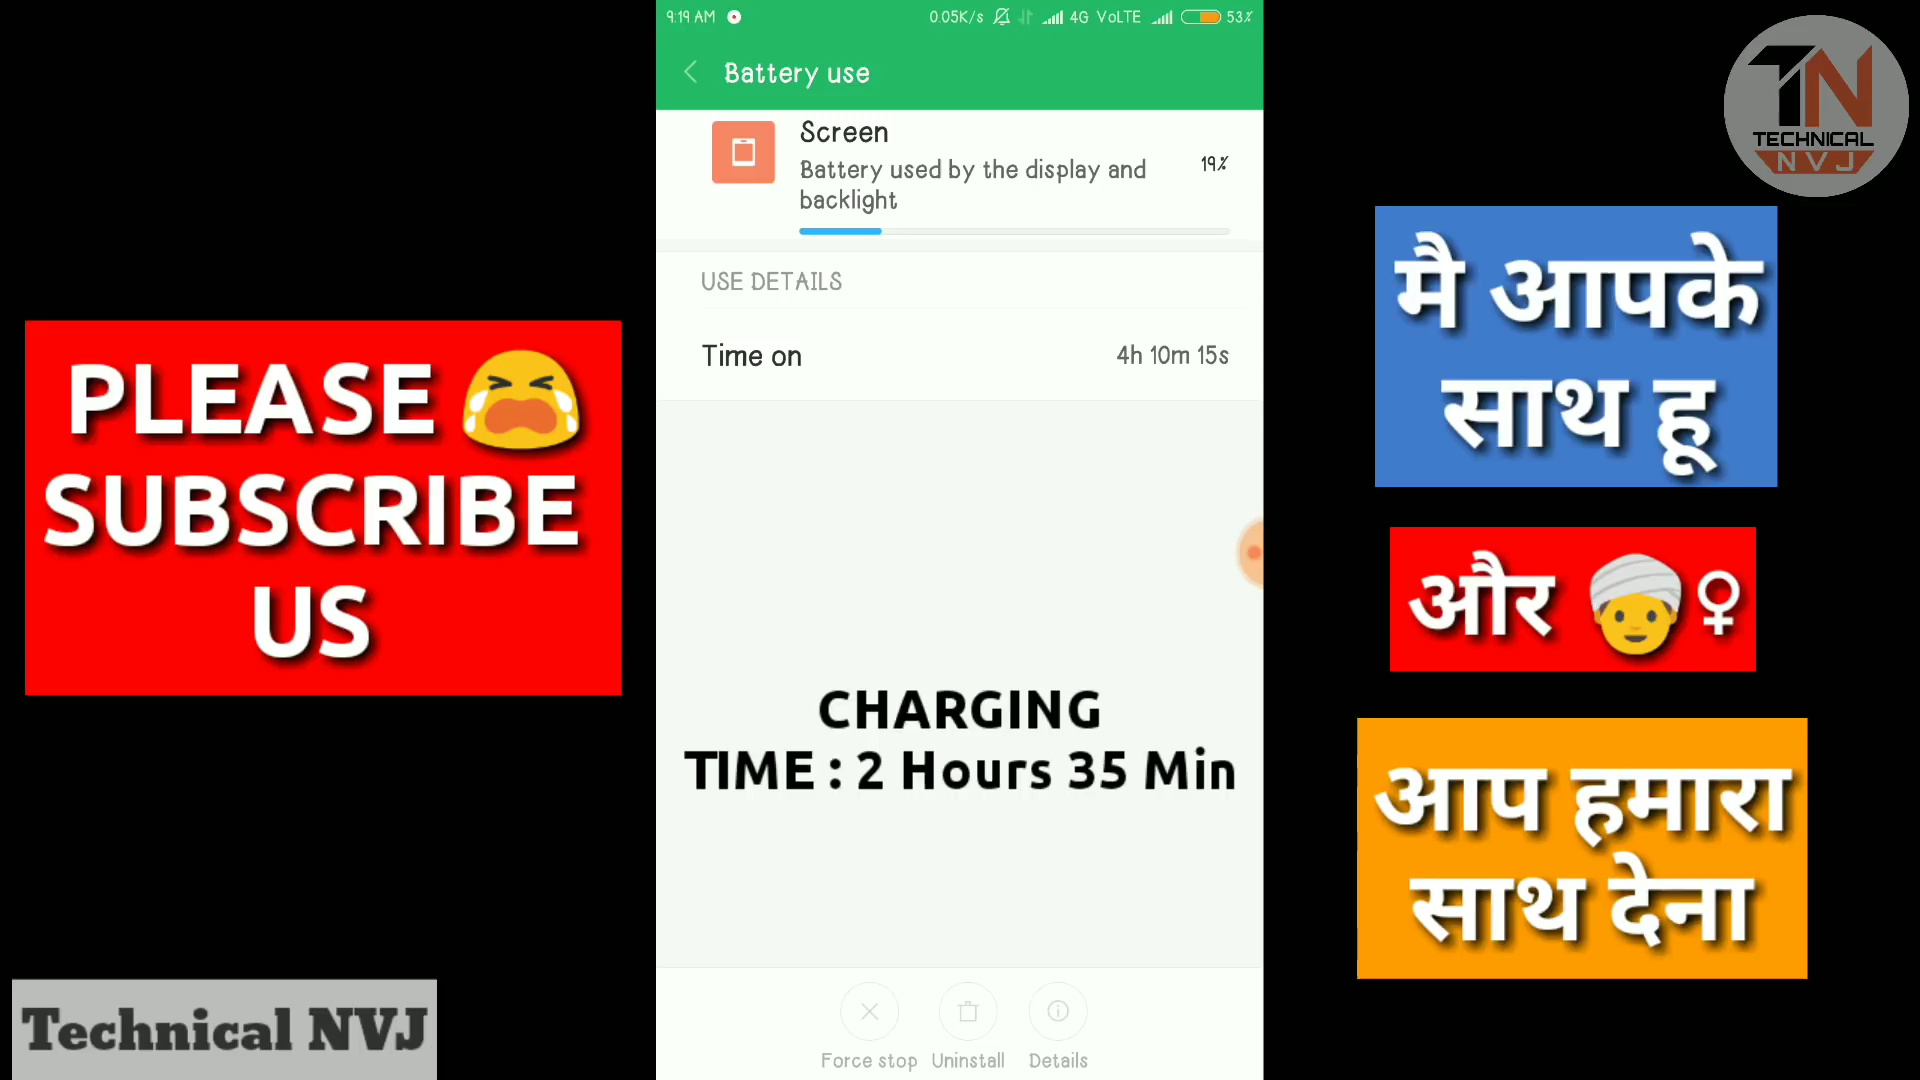 9:19 AM
0.05K/s
4G VoLTE
53%
Battery use
Screen
Battery used by the display and
backlight
19%
USE DETAILS
Time on
4h 10m 15s
CHARGING
TIME : 2 Hours 35 Min
Force stop
Uninstall
Details
PLEASE 😭
SUBSCRIBE
US
Technical NVJ
TN
TECHNICAL
NVJ
मै आपके
साथ हू
और 👳♀
आप हमारा
साथ देना